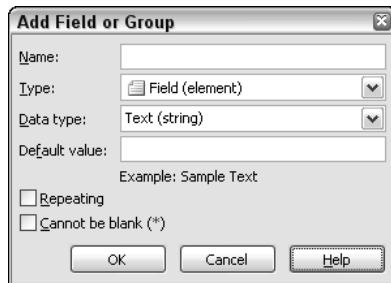 Add Field or Group
Name:
Type: Field (element)
Data type: Text (string)
Default value:
Example: Sample Text
Repeating
Cannot be blank (*)
OK Cancel Help